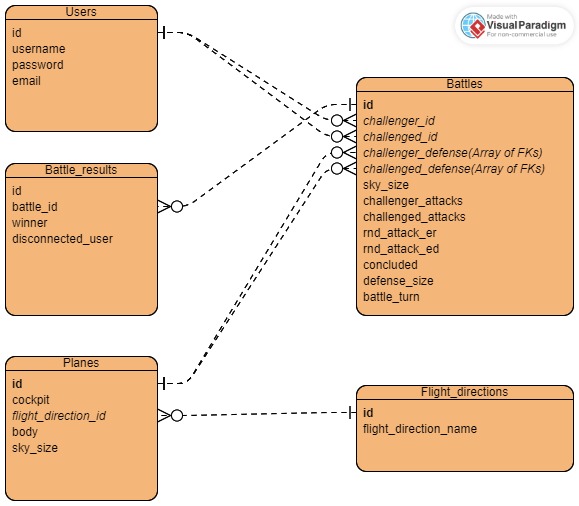 Users
id
username
password
email
Made with
Visual Paradigm
For non-commercial use
Battles
id
challenger_id
challenged_id
challenger_defense(Array of FKs)
challenged_defense(Array of FKs)
sky_size
challenger_attacks
challenged_attacks
rnd_attack_er
rnd_attack_ed
concluded
defense_size
battle_turn
Battle_results
id
battle_id
winner
disconnected_user
Planes
id
cockpit
flight_direction_id
body
sky_size
Flight_directions
id
flight_direction_name